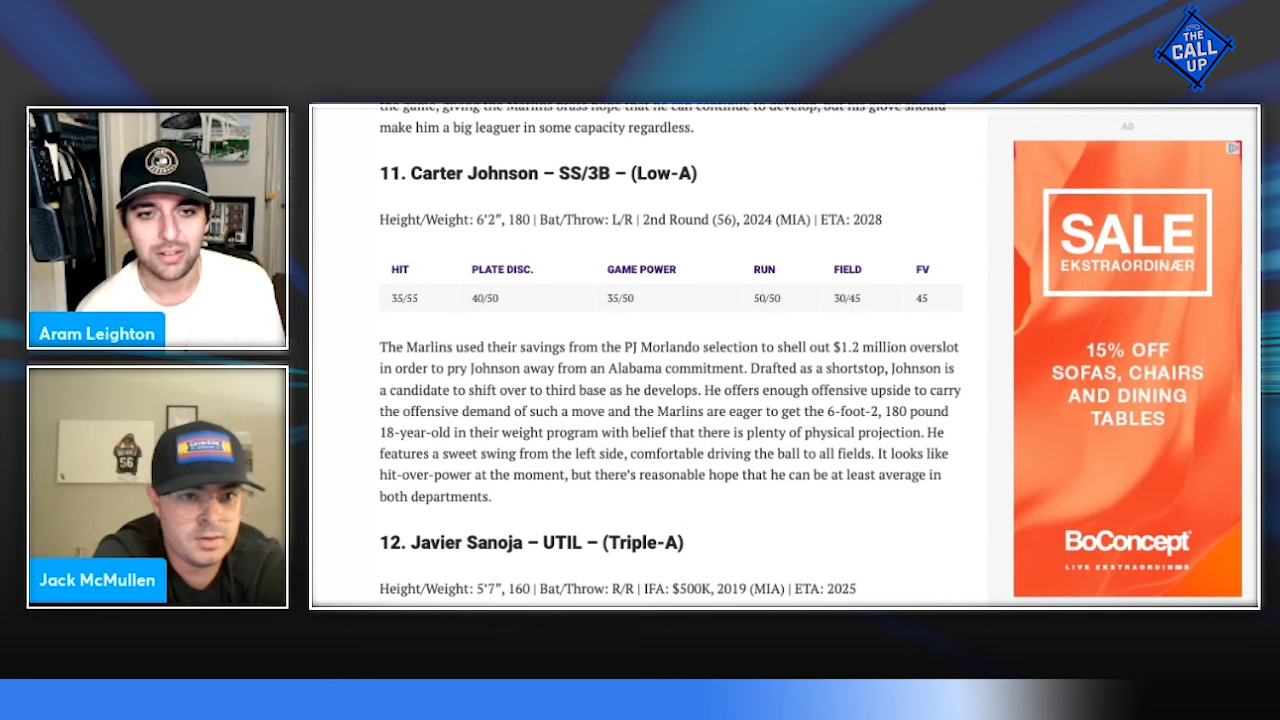 THE
CALL
UP
Aram Leighton
56
Jack McMullen
the game, giving the Marlins brass hope that he can continue to develop, but his glove should
make him a big leaguer in some capacity regardless.
11. Carter Johnson – SS/3B – (Low-A)
Height/Weight: 6’2″, 180 | Bat/Throw: L/R | 2nd Round (56), 2024 (MIA) | ETA: 2028
HIT PLATE DISC. GAME POWER RUN FIELD FV
35/55 40/50 35/50 50/50 30/45 45
The Marlins used their savings from the PJ Morlando selection to shell out $1.2 million overslot
in order to pry Johnson away from an Alabama commitment. Drafted as a shortstop, Johnson is
a candidate to shift over to third base as he develops. He offers enough offensive upside to carry
the offensive demand of such a move and the Marlins are eager to get the 6-foot-2, 180 pound
18-year-old in their weight program with belief that there is plenty of physical projection. He
features a sweet swing from the left side, comfortable driving the ball to all fields. It looks like
hit-over-power at the moment, but there’s reasonable hope that he can be at least average in
both departments.
12. Javier Sanoja – UTIL – (Triple-A)
Height/Weight: 5’7″, 160 | Bat/Throw: R/R | IFA: $500K, 2019 (MIA) | ETA: 2025
AD
SALE
EKSTRAORDINÆR
15% OFF
SOFAS, CHAIRS
AND DINING
TABLES
BoConcept